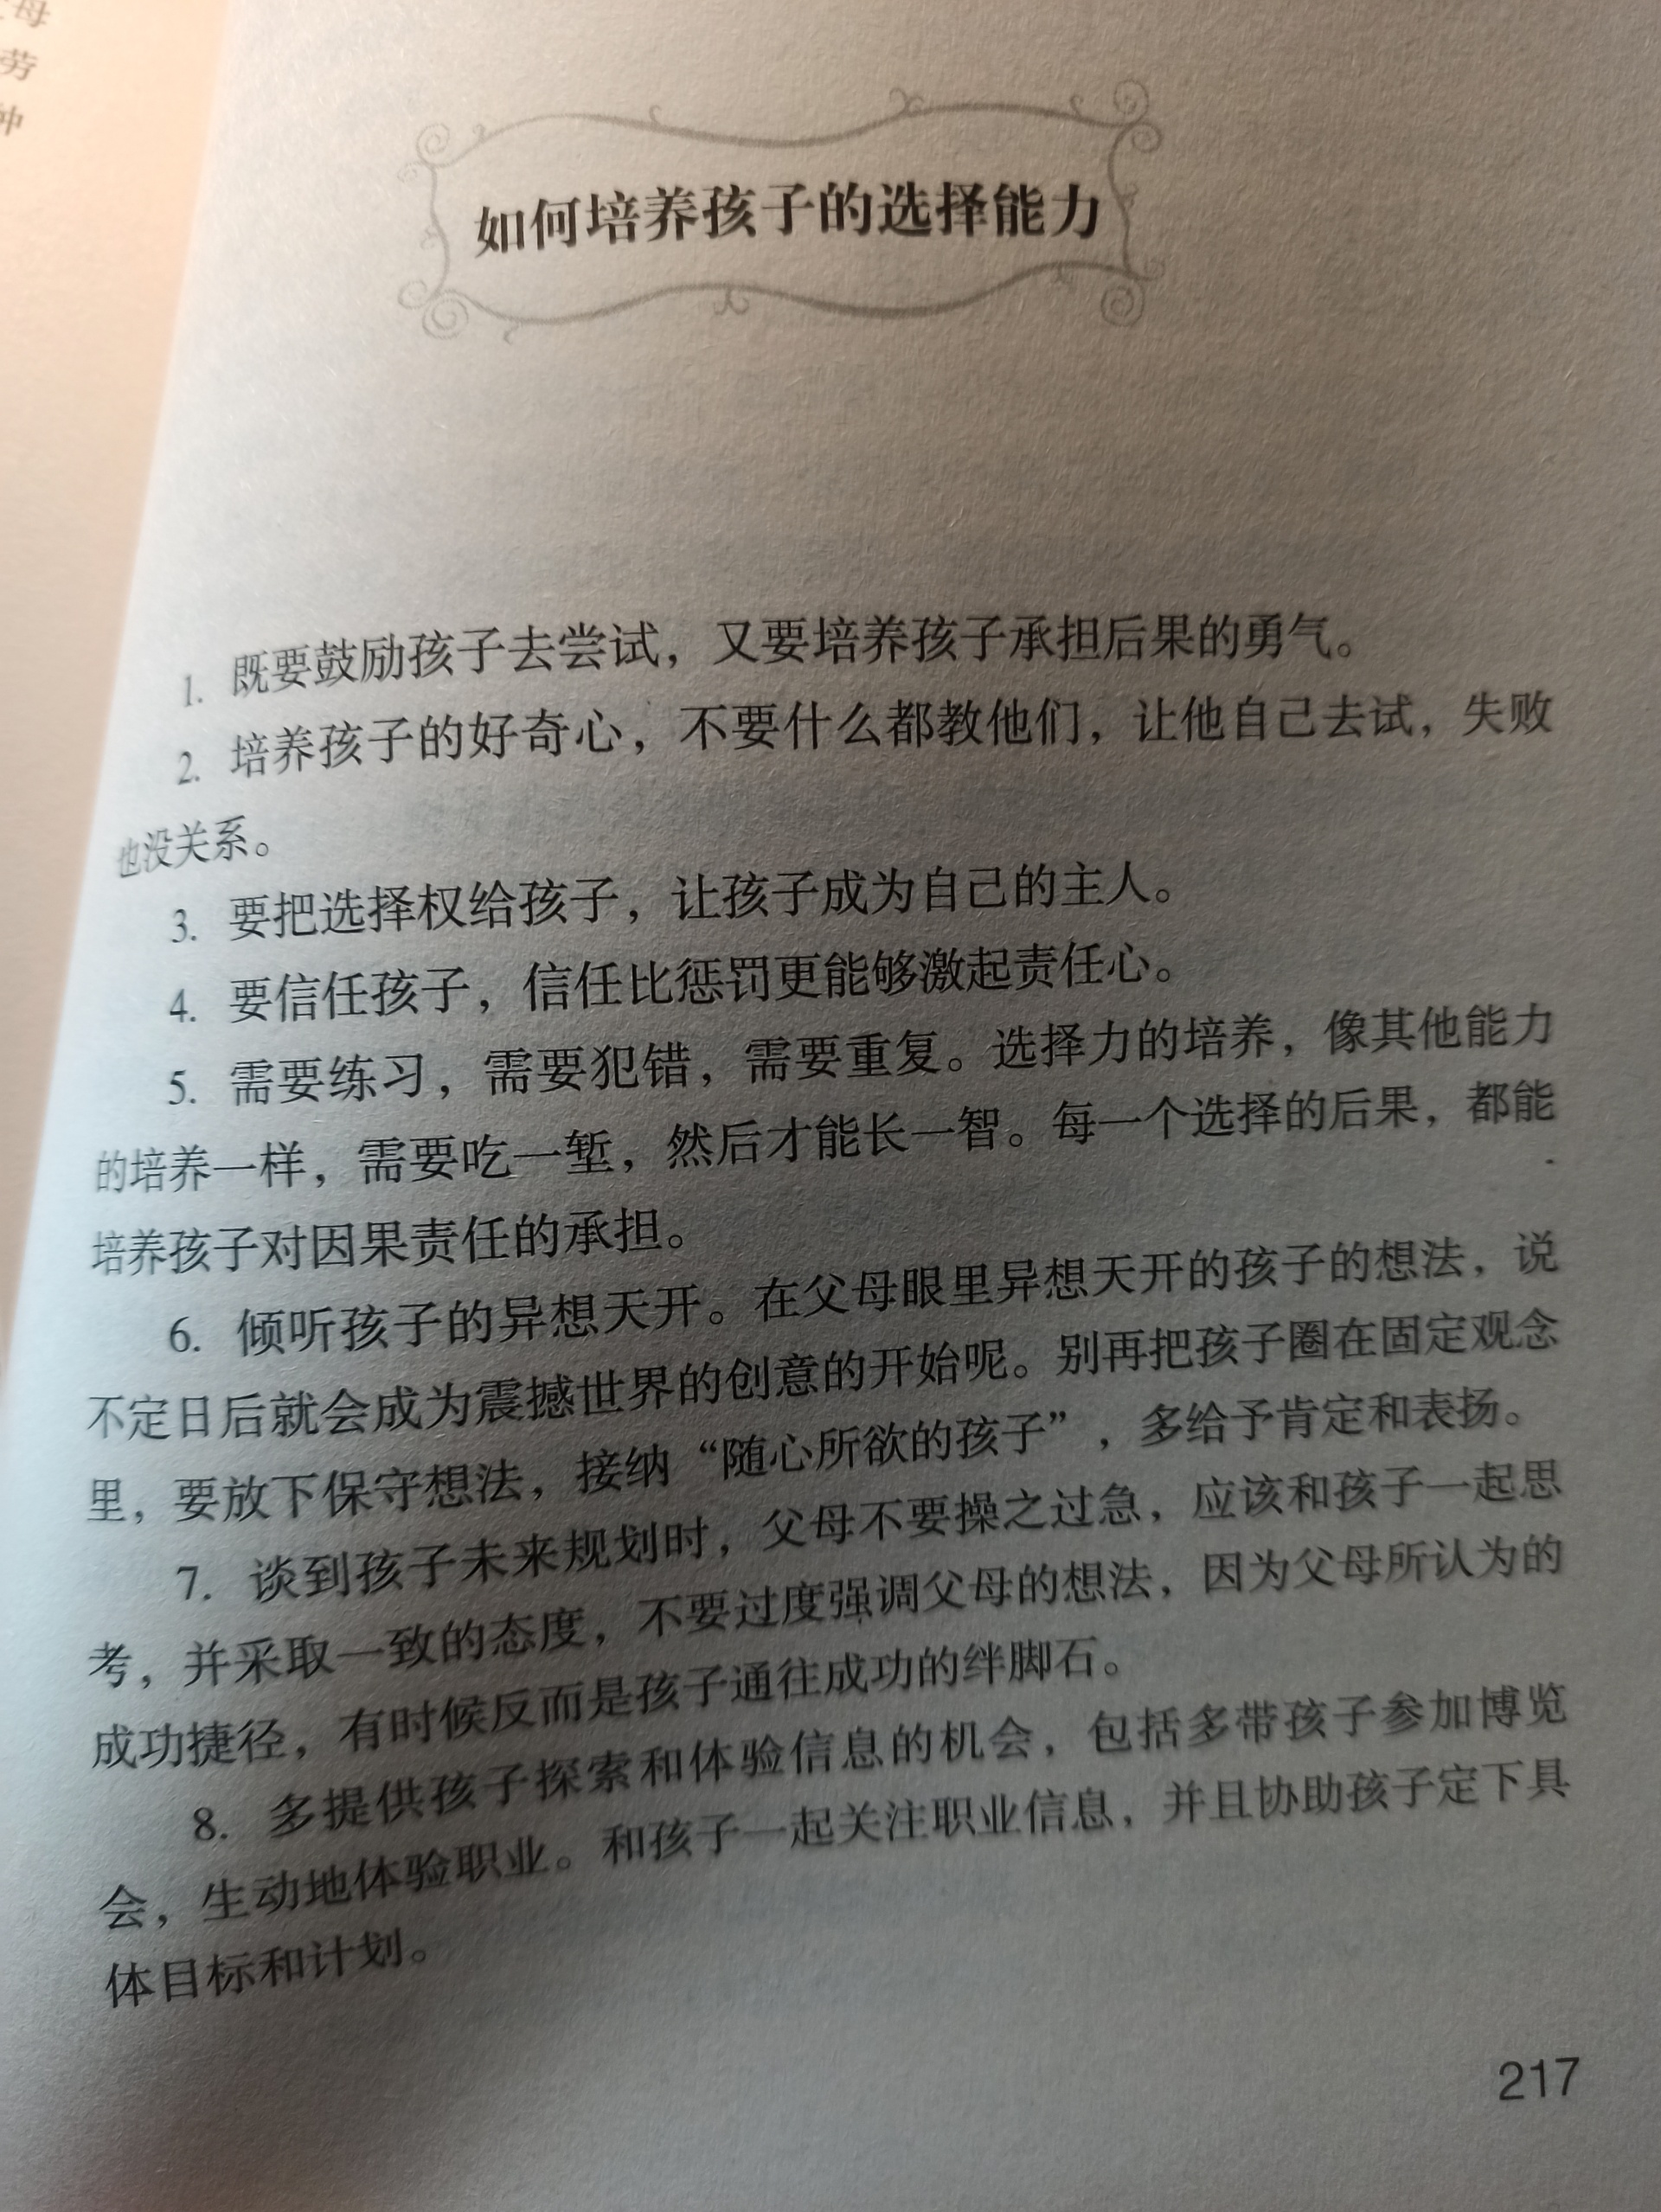 母
劳
种
如何培养孩子的选择能力
1. 既要鼓励孩子去尝试，又要培养孩子承担后果的勇气。
2. 培养孩子的好奇心，不要什么都教他们，让他自己去试，失败
也没关系。
3. 要把选择权给孩子，让孩子成为自己的主人。
4. 要信任孩子，信任比惩罚更能够激起责任心。
5. 需要练习，需要犯错，需要重复。选择力的培养，像其他能力
的培养一样，需要吃一堑，然后才能长一智。每一个选择的后果，都能
培养孩子对因果责任的承担。
6. 倾听孩子的异想天开。在父母眼里异想天开的孩子的想法，说
不定日后就会成为震撼世界的创意的开始呢。别再把孩子圈在固定观念
里，要放下保守想法，接纳“随心所欲的孩子”，多给予肯定和表扬。
7. 谈到孩子未来规划时，父母不要操之过急，应该和孩子一起思
考，并采取一致的态度，不要过度强调父母的想法，因为父母所认为的
成功捷径，有时候反而是孩子通往成功的绊脚石。
8. 多提供孩子探索和体验信息的机会，包括多带孩子参加博览
会，生动地体验职业。和孩子一起关注职业信息，并且协助孩子定下具
体目标和计划。
217